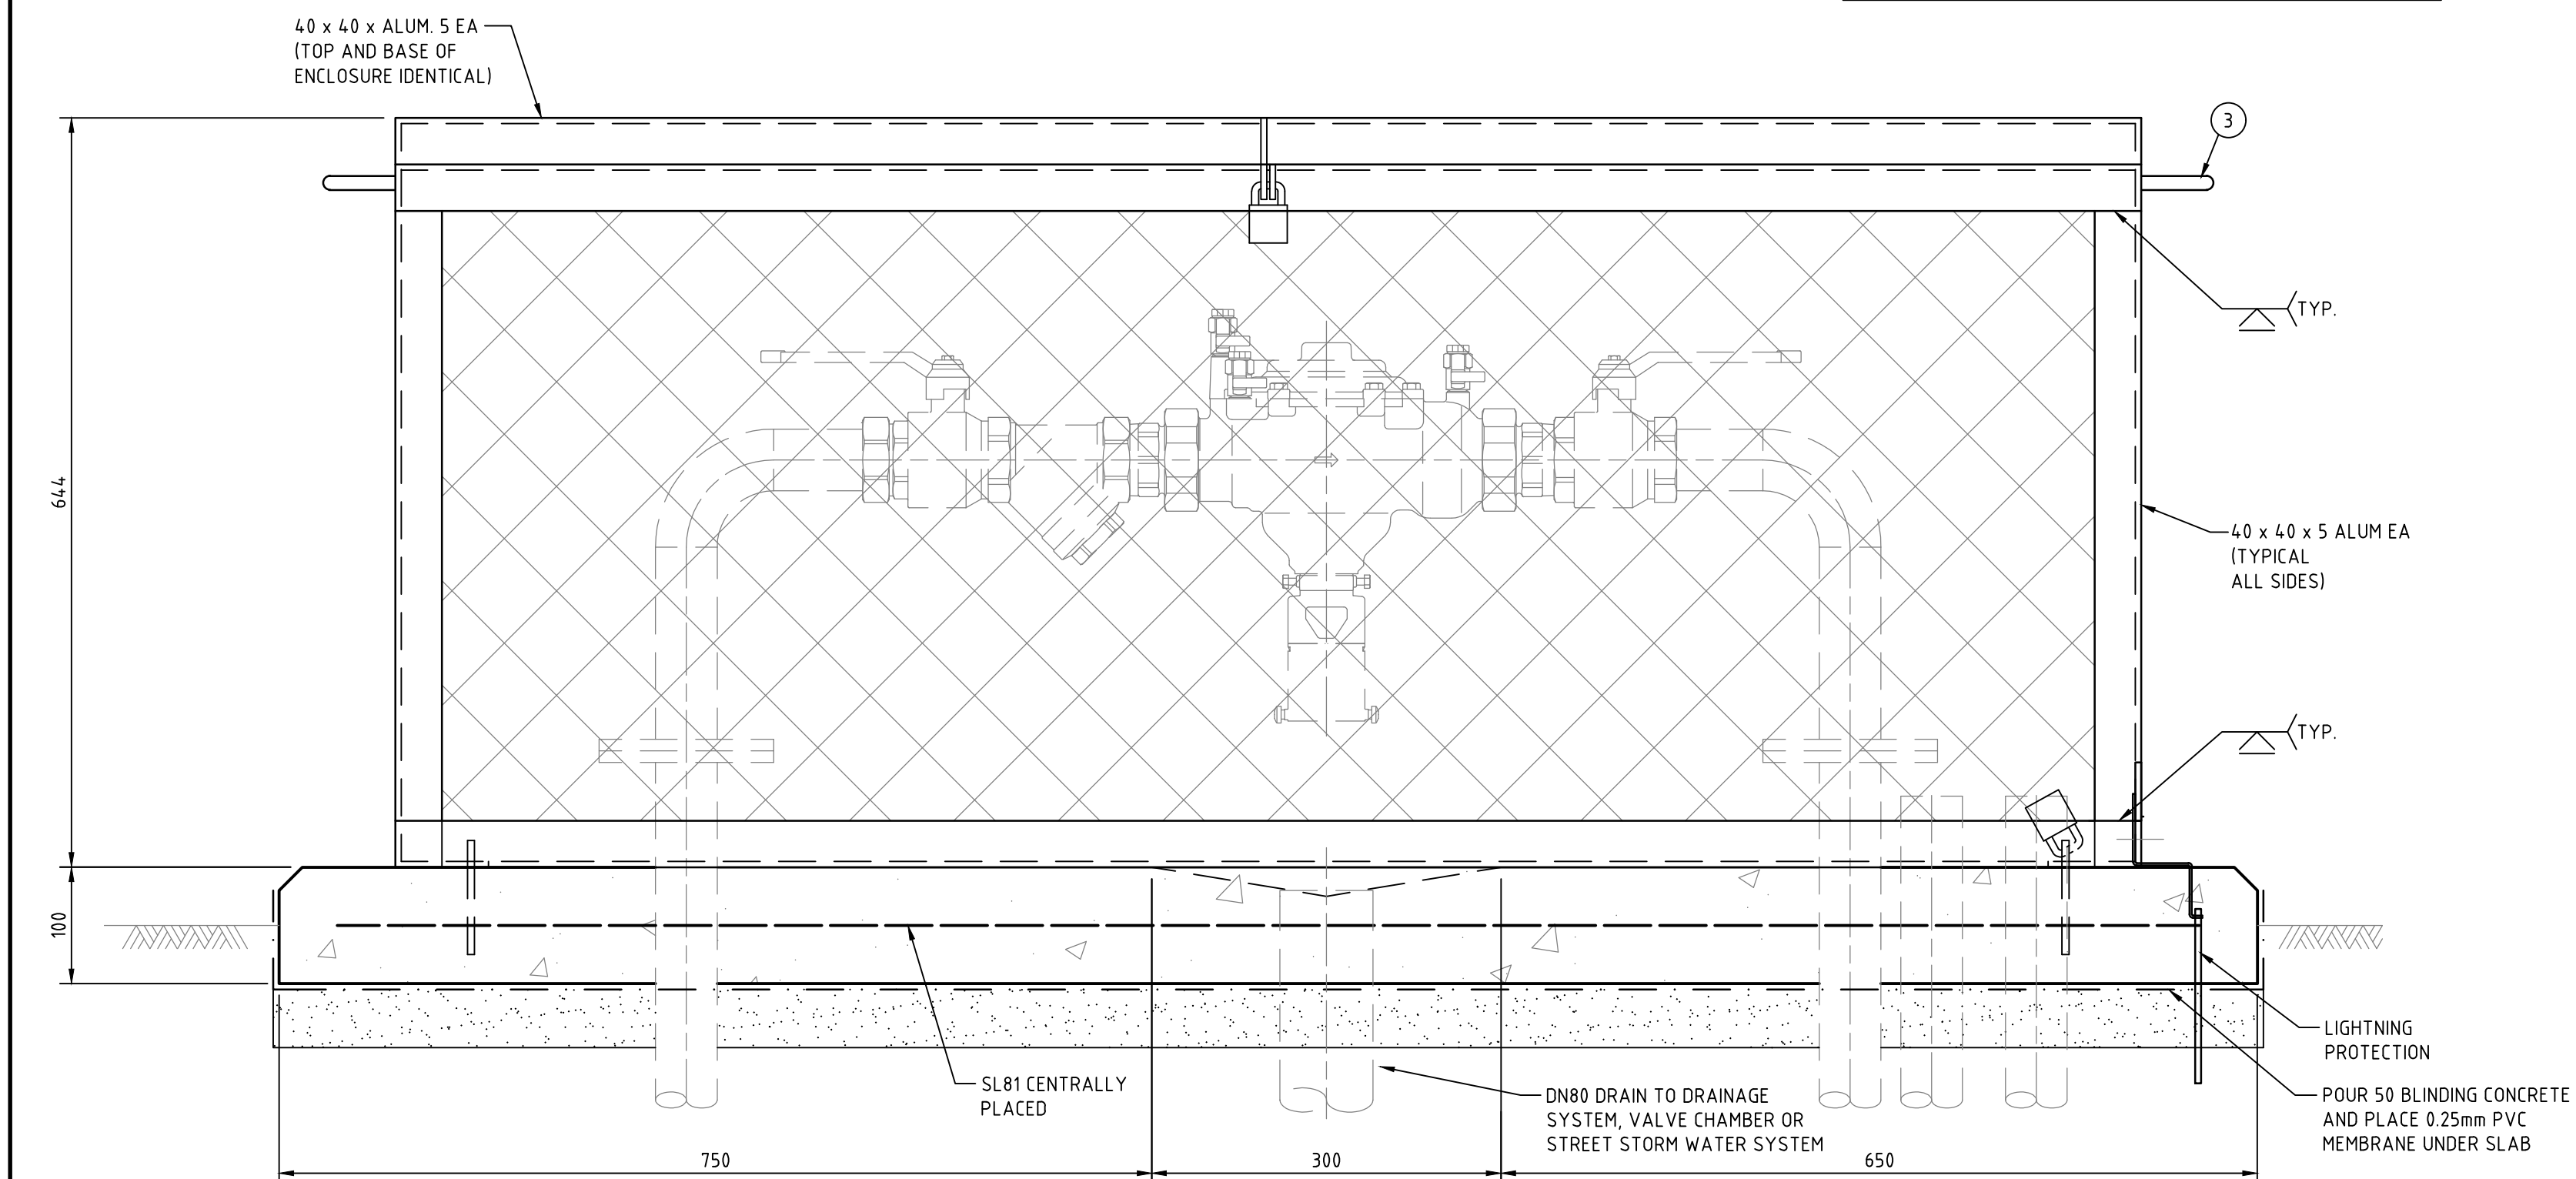 40 x 40 x ALUM. 5 EA
(TOP AND BASE OF
ENCLOSURE IDENTICAL)
3
TYP.
644
40 x 40 x 5 ALUM EA
(TYPICAL
ALL SIDES)
TYP.
100
LIGHTNING
PROTECTION
SL81 CENTRALLY
PLACED
DN80 DRAIN TO DRAINAGE
SYSTEM, VALVE CHAMBER OR
STREET STORM WATER SYSTEM
POUR 50 BLINDING CONCRETE
AND PLACE 0.25mm PVC
MEMBRANE UNDER SLAB
750
300
650